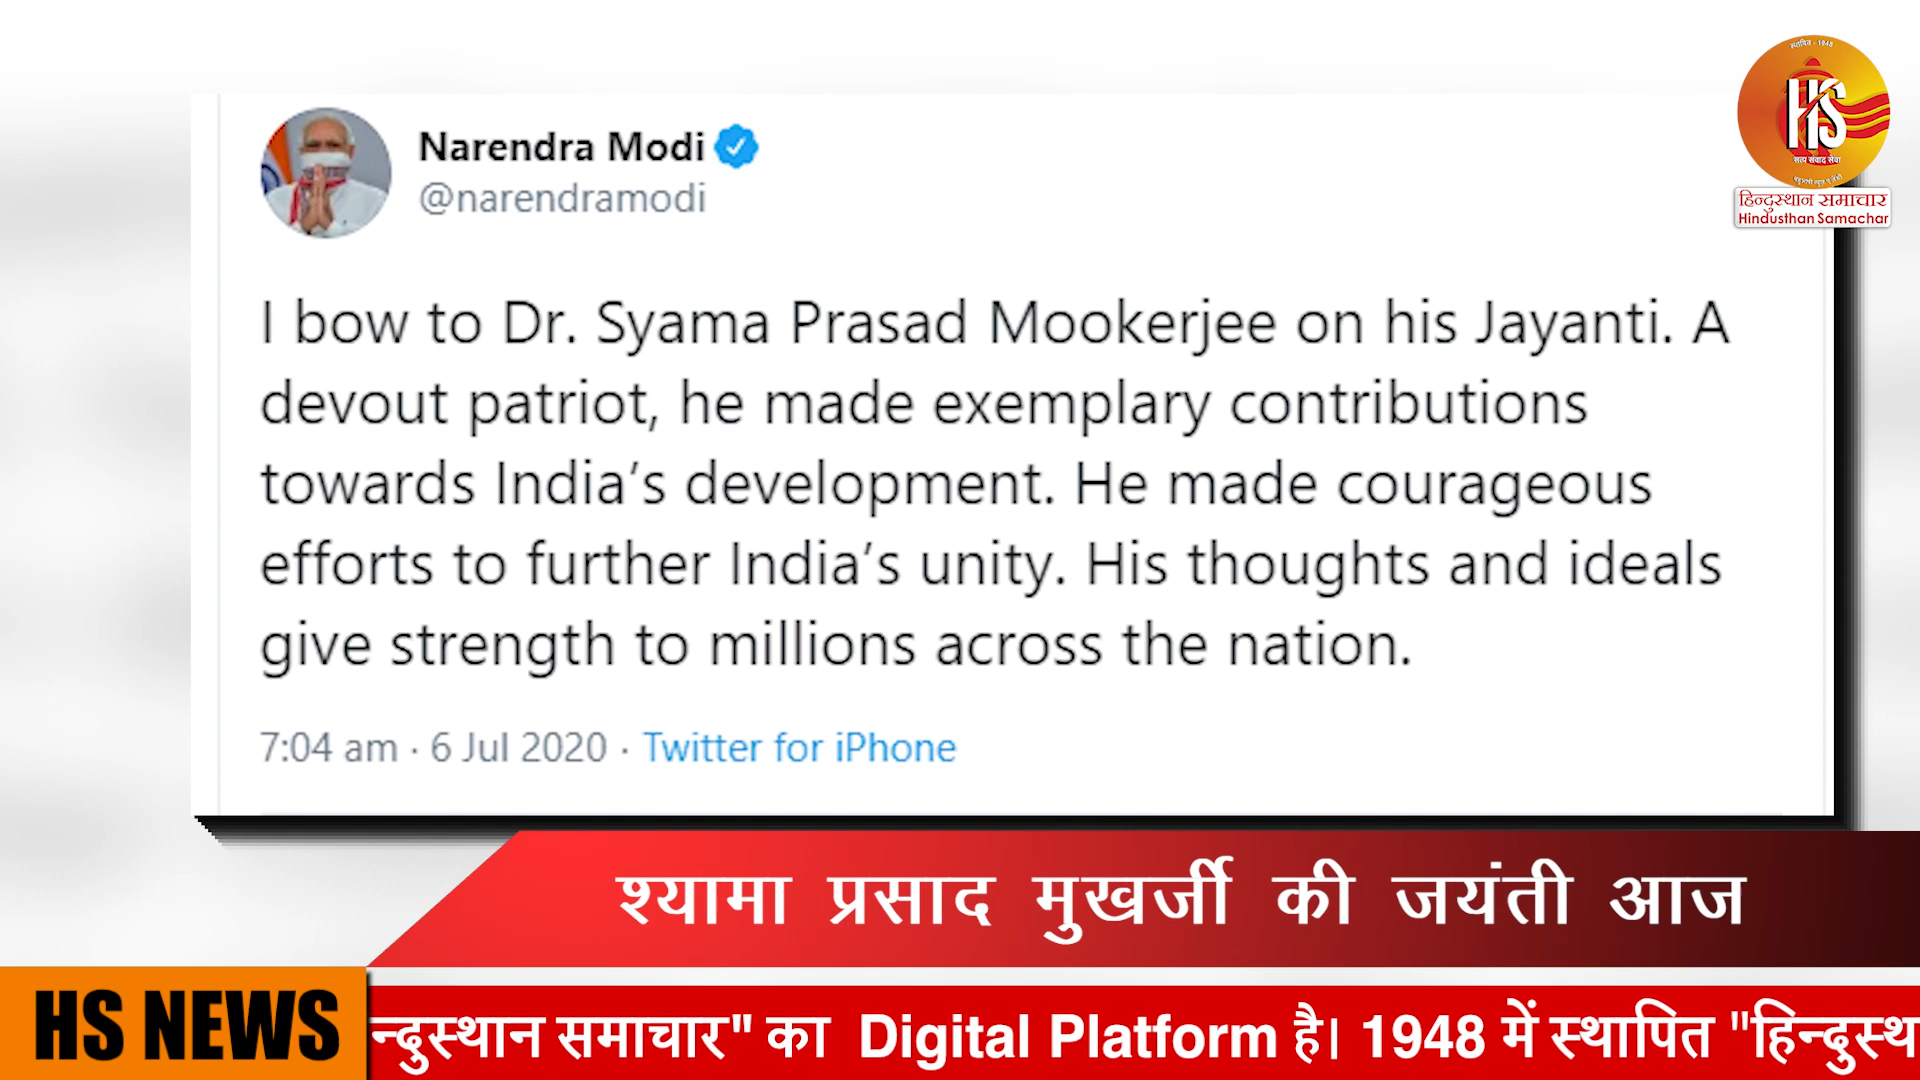 स्थापित - 1948
HS
सत्य संवाद सेवा
हिन्दुस्थान समाचार
Hindusthan Samachar
Narendra Modi
@narendramodi
I bow to Dr. Syama Prasad Mookerjee on his Jayanti. A
devout patriot, he made exemplary contributions
towards India’s development. He made courageous
efforts to further India’s unity. His thoughts and ideals
give strength to millions across the nation.
7:04 am · 6 Jul 2020 · Twitter for iPhone
श्यामा प्रसाद मुखर्जी की जयंती आज
HS NEWS
न्दुस्थान समाचार" का Digital Platform है। 1948 में स्थापित "हिन्दुस्थ